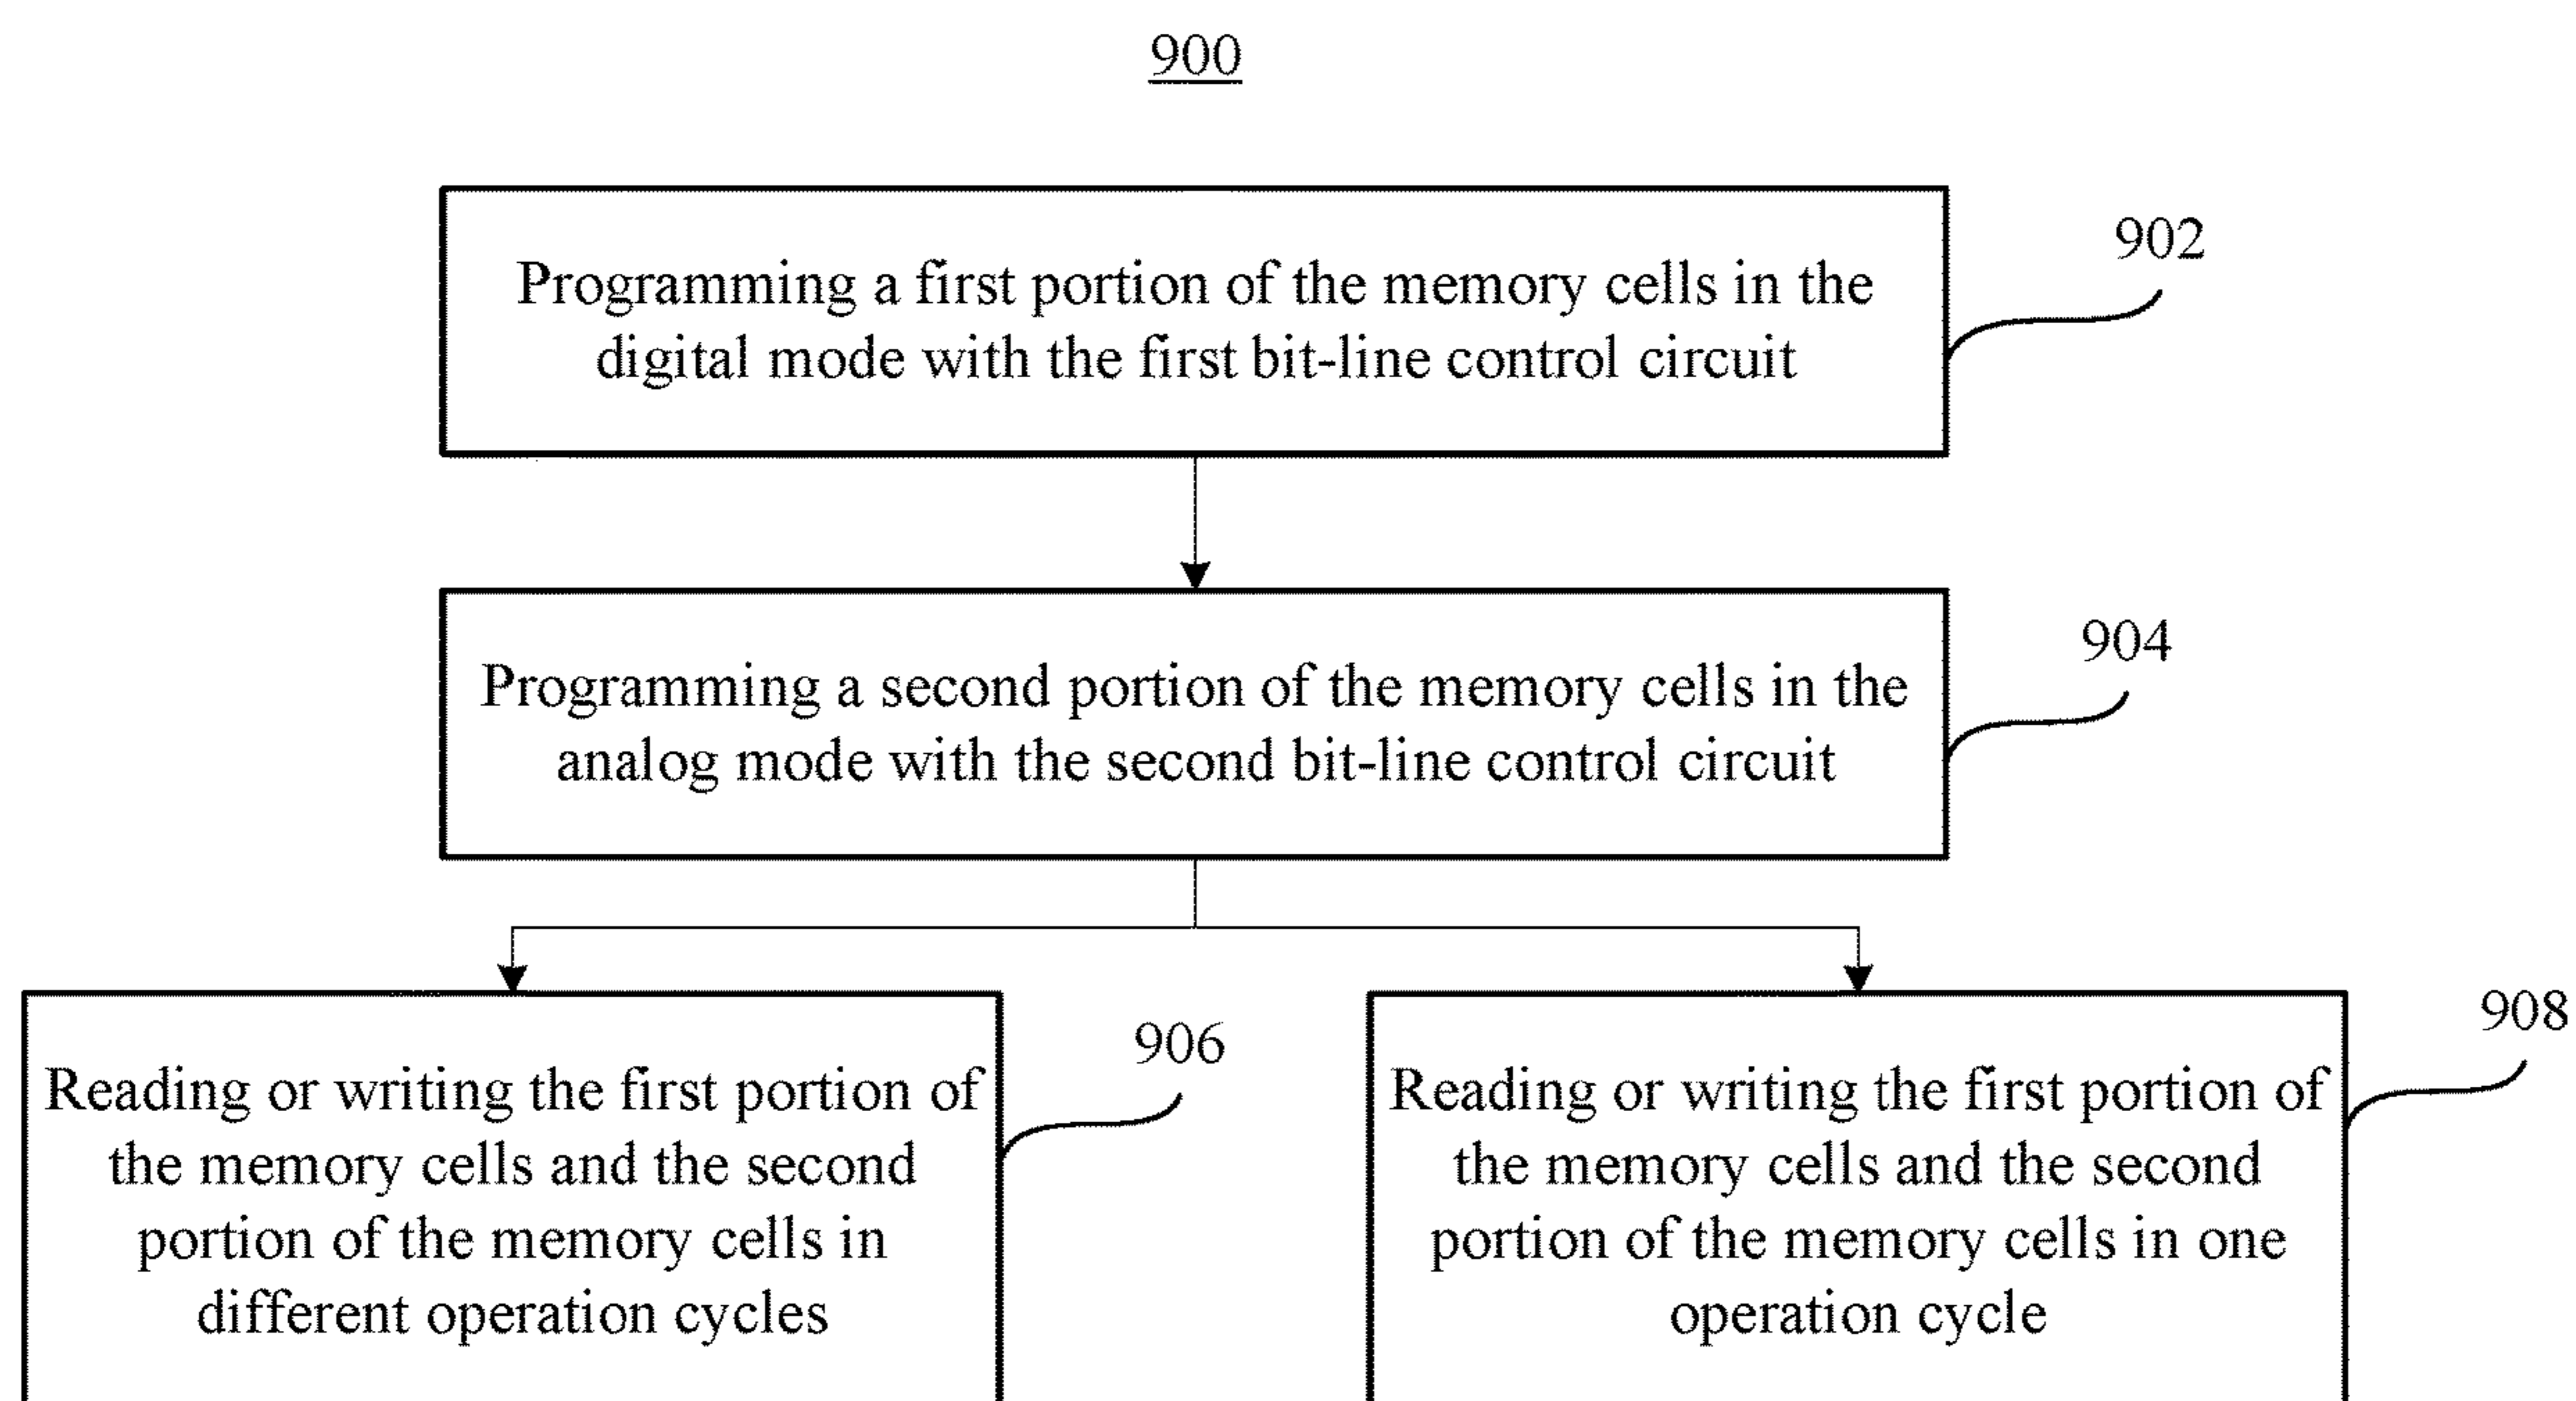 900
Programming a first portion of the memory cells in the
digital mode with the first bit-line control circuit
902
Programming a second portion of the memory cells in the
analog mode with the second bit-line control circuit
904
Reading or writing the first portion of
the memory cells and the second
portion of the memory cells in
different operation cycles
906
Reading or writing the first portion of
the memory cells and the second
portion of the memory cells in one
operation cycle
908